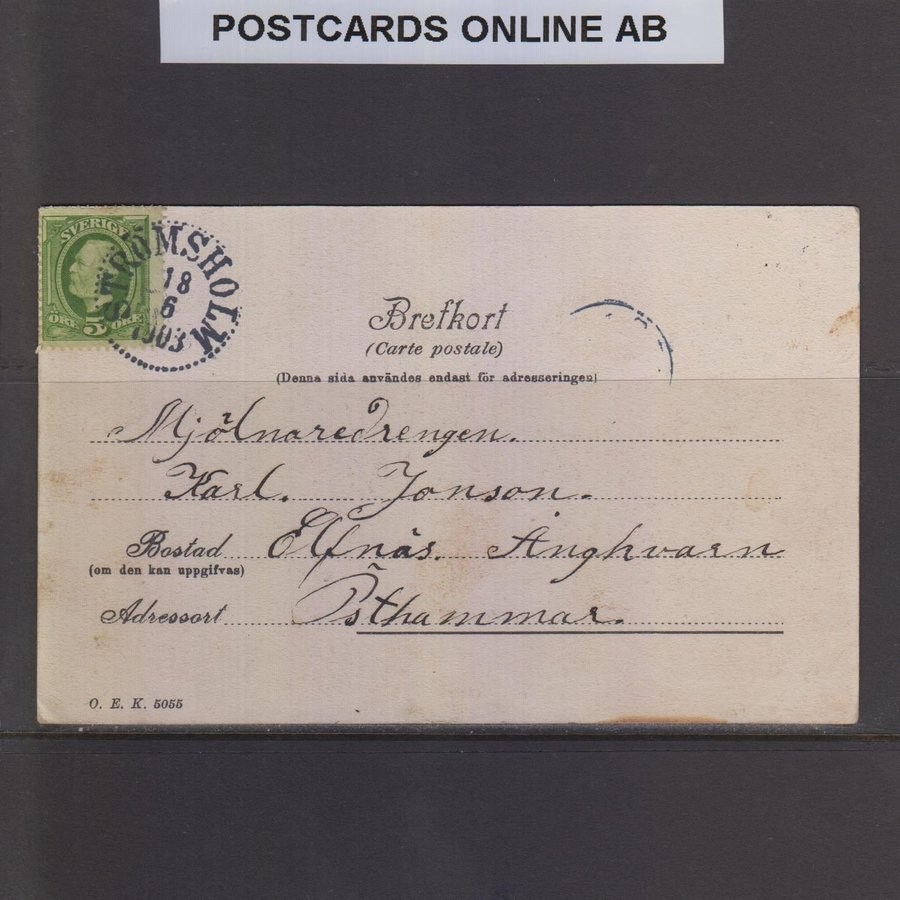 POSTCARDS ONLINE AB
SVERIGE
ÖRE 5 ÖRE
STRÖMSHOLM
18
6
1903
Brefkort
(Carte postale)
(Denna sida användes endast för adresseringen)
Mjölnaredrengen.
Karl. Jonson.
Bostad Elfnäs. Ånghvarn
(om den kan uppgifvas)
Adressort Östhammar.
O. E. K. 5055